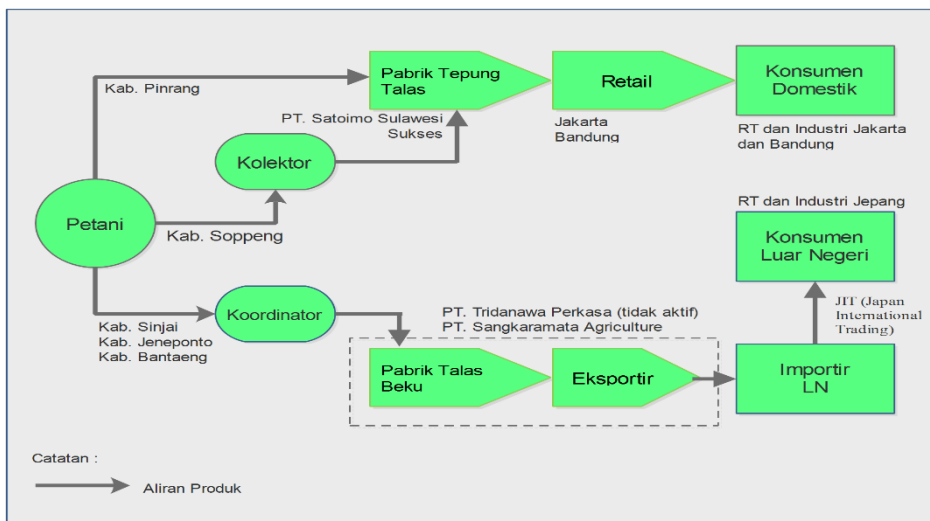 Kab. Pinrang
Pabrik Tepung
Talas
Retail
Konsumen
Domestik
PT. Satoimo Sulawesi
Sukses
Jakarta
Bandung
RT dan Industri Jakarta
dan Bandung
Kolektor
Petani
Kab. Soppeng
RT dan Industri Jepang
Konsumen
Luar Negeri
Kab. Sinjai
Kab. Jeneponto
Kab. Bantaeng
Koordinator
PT. Tridanawa Perkasa (tidak aktif)
PT. Sangkaramata Agriculture
JIT (Japan
International
Trading)
Pabrik Talas
Beku
Eksportir
Importir
LN
Catatan :
Aliran Produk